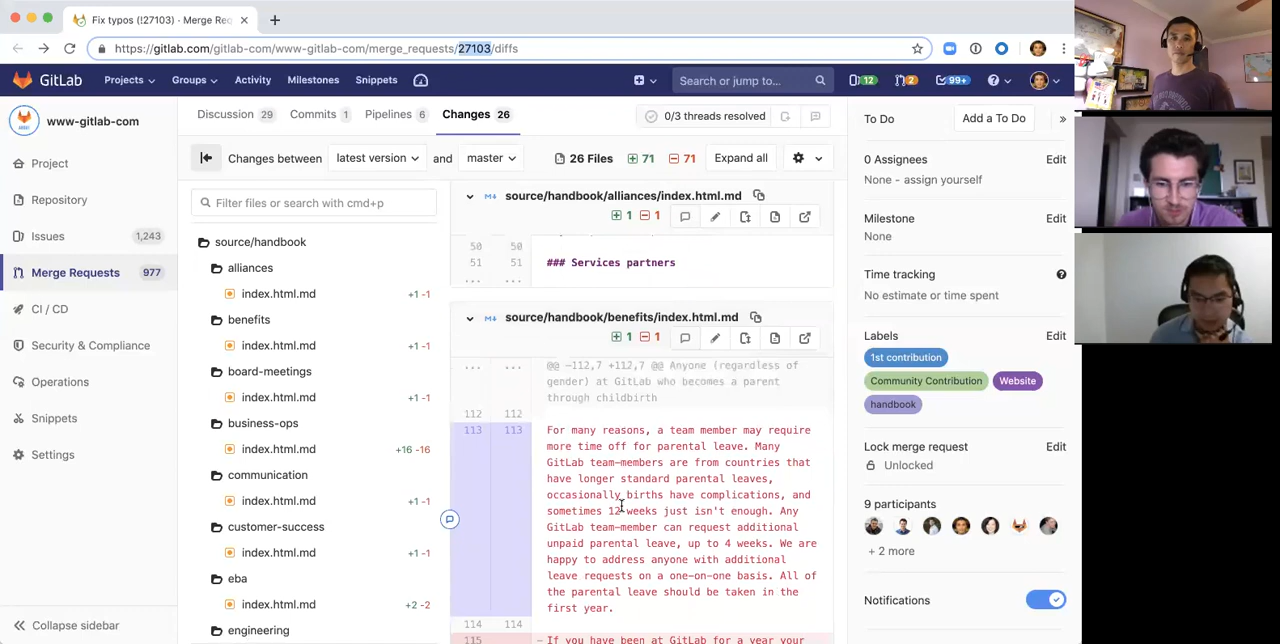 Fix typos (!27103) · Merge Req
https://gitlab.com/gitlab-com/www-gitlab-com/merge_requests/27103/diffs
GitLab Projects Groups Activity Milestones Snippets Search or jump to... 12 2 99+
www-gitlab-com
Project
Repository
Issues 1,243
Merge Requests 977
CI / CD
Security & Compliance
Operations
Snippets
Settings
Collapse sidebar
Discussion 29 Commits 1 Pipelines 6 Changes 26 0/3 threads resolved
Changes between latest version and master 26 Files 71 71 Expand all
Filter files or search with cmd+p
source/handbook
alliances
index.html.md +1 -1
benefits
index.html.md +1 -1
board-meetings
index.html.md +1 -1
business-ops
index.html.md +16 -16
communication
index.html.md +1 -1
customer-success
index.html.md +1 -1
eba
index.html.md +2 -2
engineering
source/handbook/alliances/index.html.md
1 1
50 50
51 51 ### Services partners
... ...
source/handbook/benefits/index.html.md
1 1
... ... @@ -112,7 +112,7 @@ Anyone (regardless of
gender) at GitLab who becomes a parent
through childbirth
112 112
113 113 For many reasons, a team member may require
more time off for parental leave. Many
GitLab team-members are from countries that
have longer standard parental leaves,
occasionally births have complications, and
sometimes 12 weeks just isn't enough. Any
GitLab team-member can request additional
unpaid parental leave, up to 4 weeks. We are
happy to address anyone with additional
leave requests on a one-on-one basis. All of
the parental leave should be taken in the
first year.
114 114
115 - If you have been at GitLab for a year your
To Do Add a To Do
0 Assignees Edit
None - assign yourself
Milestone Edit
None
Time tracking
No estimate or time spent
Labels Edit
1st contribution
Community Contribution Website
handbook
Lock merge request Edit
Unlocked
9 participants
+ 2 more
Notifications